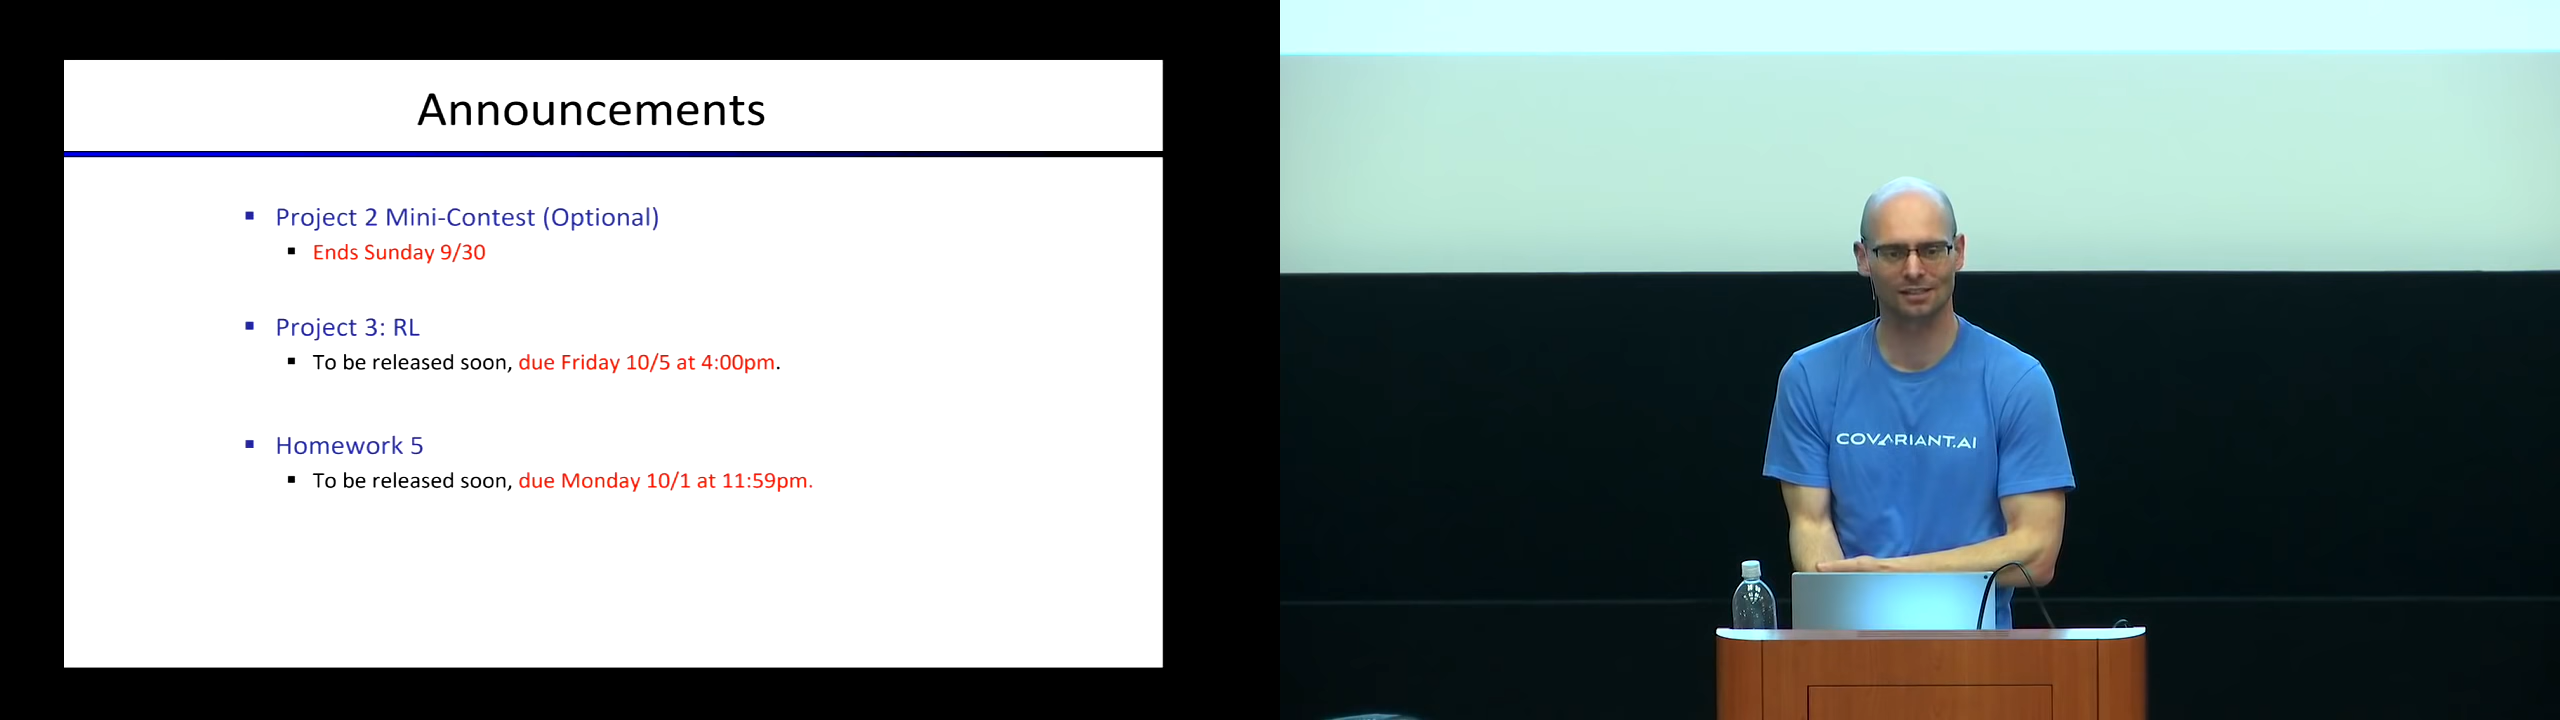 Announcements
Project 2 Mini-Contest (Optional)
Ends Sunday 9/30
Project 3: RL
To be released soon, due Friday 10/5 at 4:00pm.
Homework 5
To be released soon, due Monday 10/1 at 11:59pm.
COVARIANT.AI